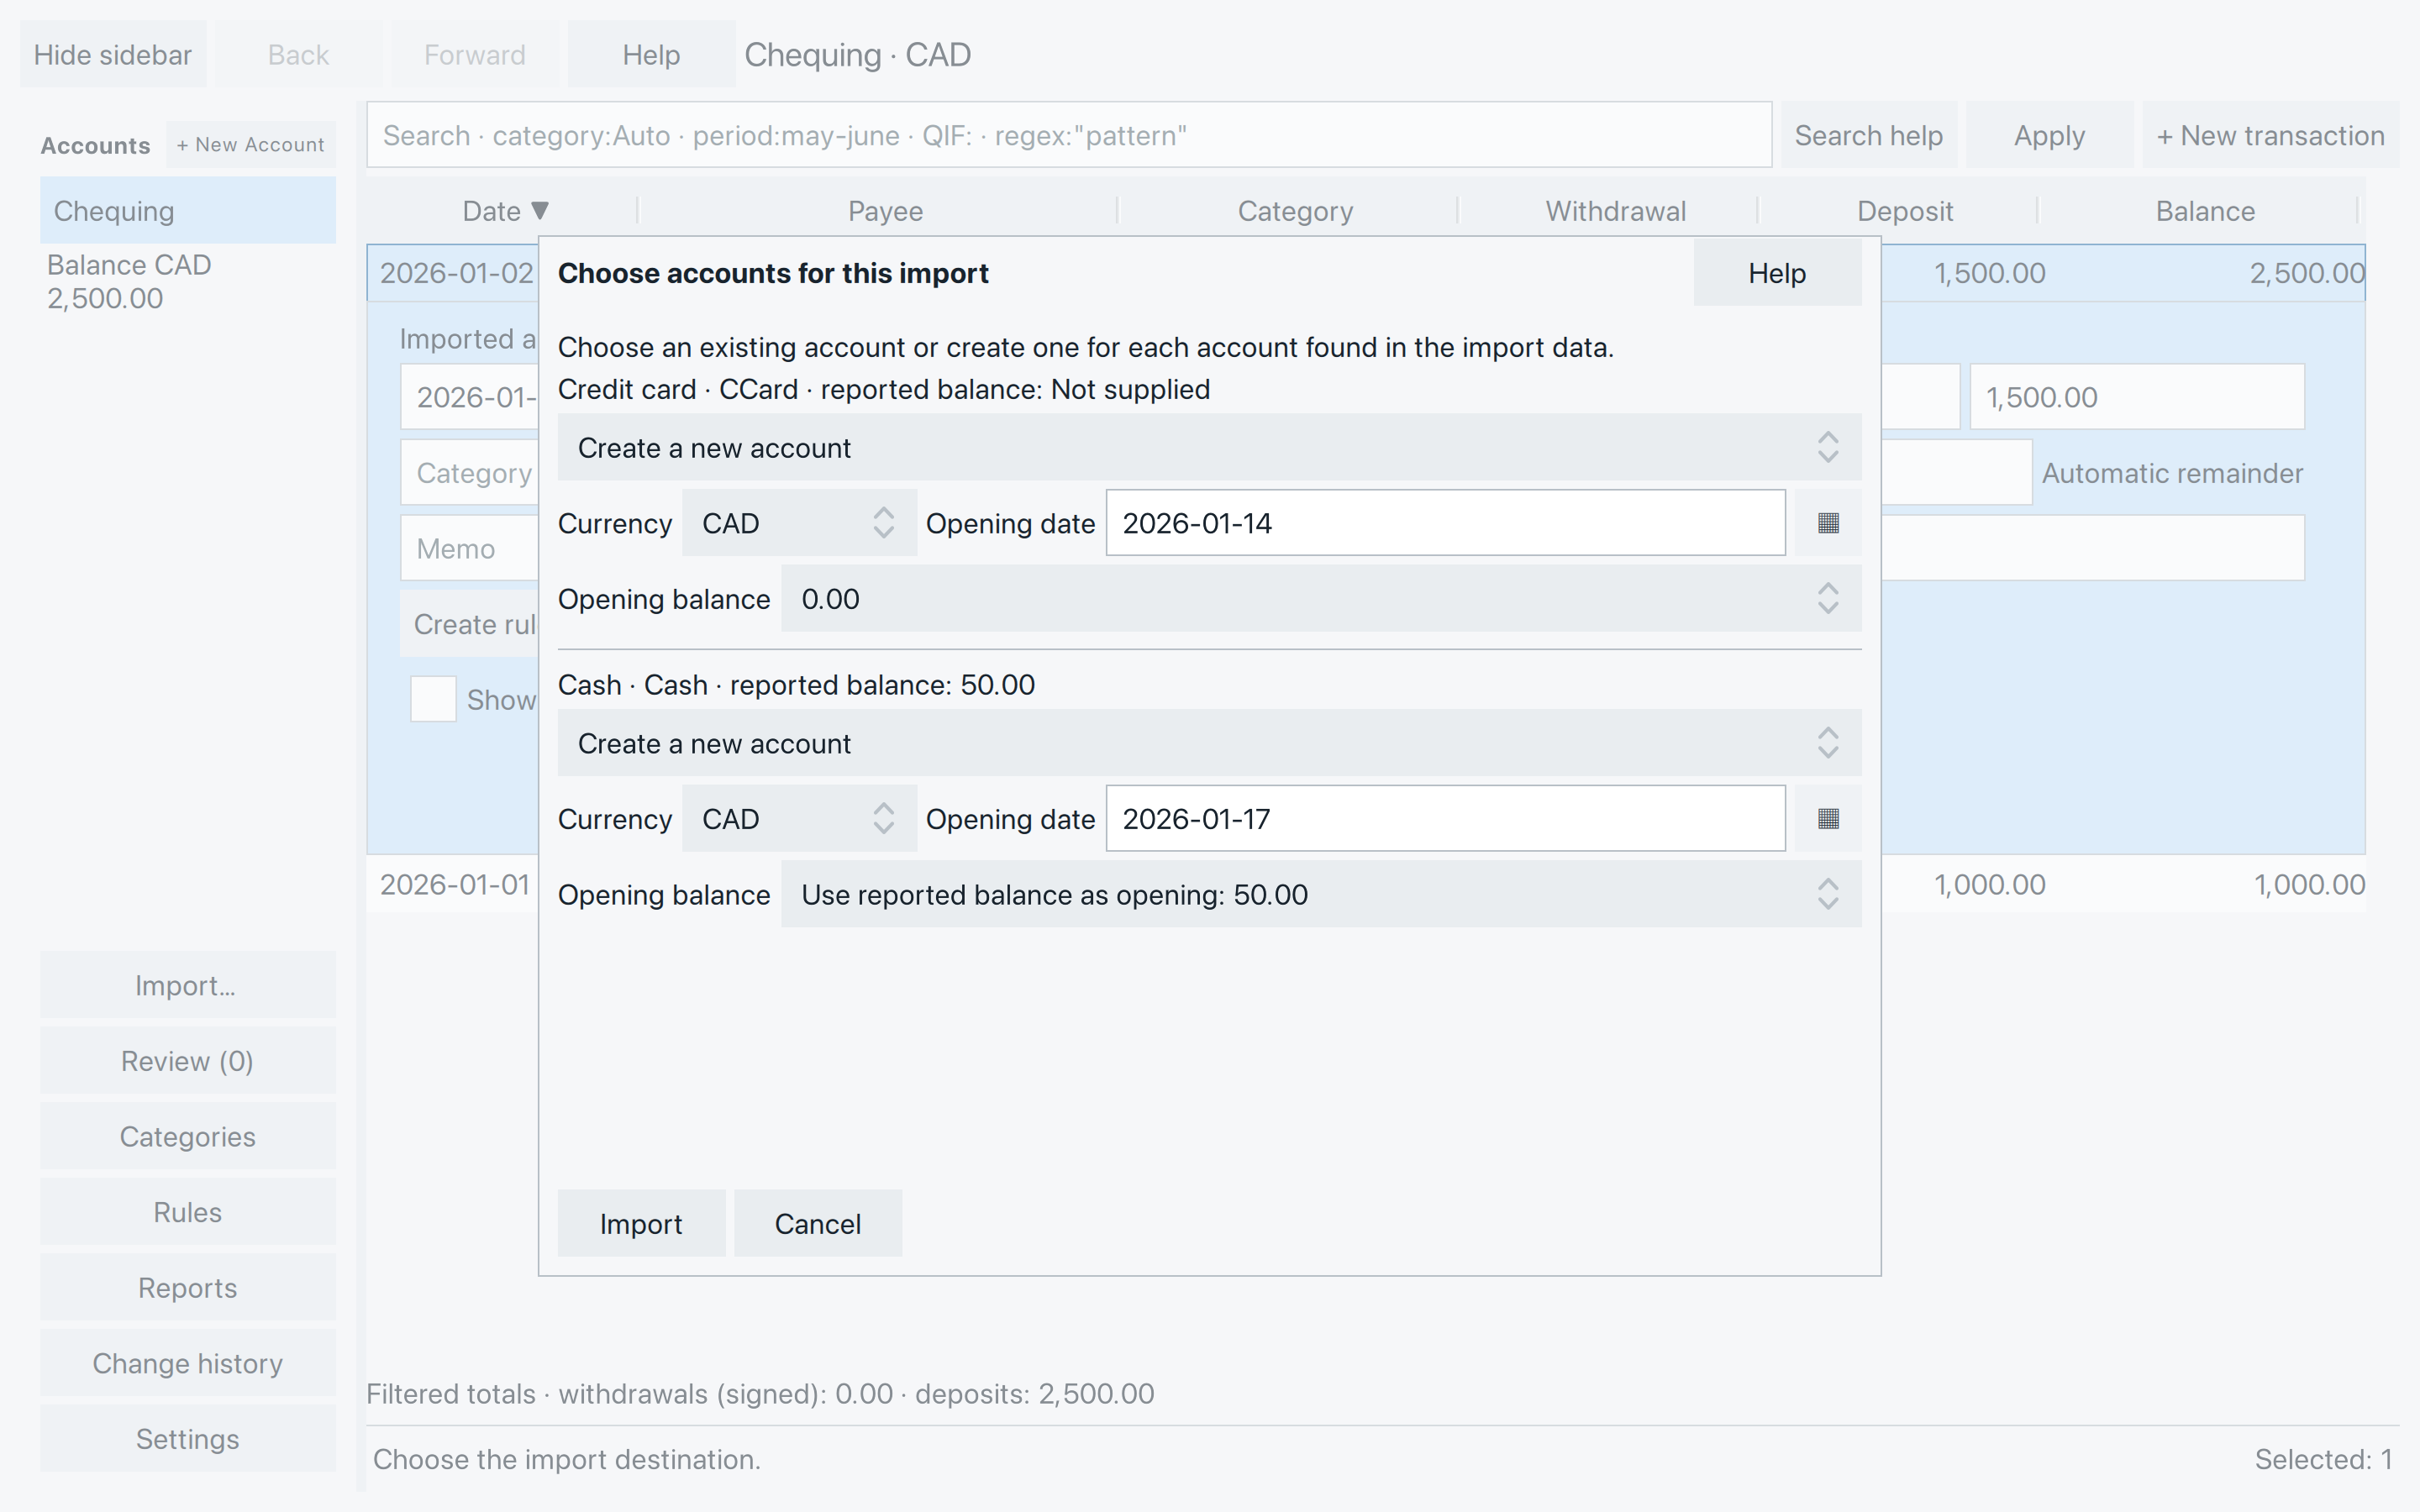 Hide sidebar Back Forward Help Chequing · CAD
Accounts + New Account
Search · category:Auto · period:may-june · QIF: · regex:"pattern" Search help Apply + New transaction
Chequing
Balance CAD
2,500.00
Date ▼ Payee Category Withdrawal Deposit Balance
2026-01-02 1,500.00 2,500.00
Imported a
2026-01- 1,500.00
Category Automatic remainder
Memo
Create rul
Show
2026-01-01 1,000.00 1,000.00
Choose accounts for this import Help
Choose an existing account or create one for each account found in the import data.
Credit card · CCard · reported balance: Not supplied
Create a new account
Currency CAD Opening date 2026-01-14
Opening balance 0.00
Cash · Cash · reported balance: 50.00
Create a new account
Currency CAD Opening date 2026-01-17
Opening balance Use reported balance as opening: 50.00
Import Cancel
Import...
Review (0)
Categories
Rules
Reports
Change history
Settings
Filtered totals · withdrawals (signed): 0.00 · deposits: 2,500.00
Choose the import destination. Selected: 1